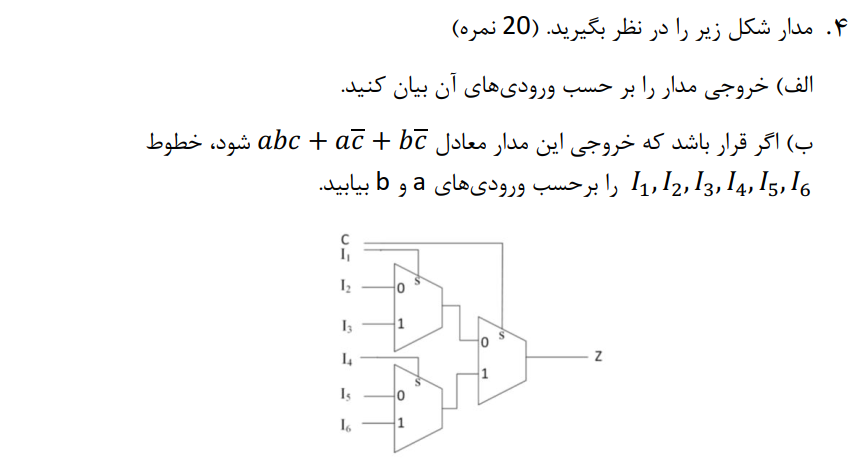 ۴. مدار شکل زیر را در نظر بگیرید. (20 نمره)
الف) خروجی مدار را بر حسب ورودی‌های آن بیان کنید.
ب) اگر قرار باشد که خروجی این مدار معادل abc + ac̅ + bc̅ شود، خطوط
I₁, I₂, I₃, I₄, I₅, I₆ را برحسب ورودی‌های a و b بیابید.
C
I₁
S
I₂ 0
I₃ 1
S
0
Z
I₄
1
S
I₅ 0
I₆ 1